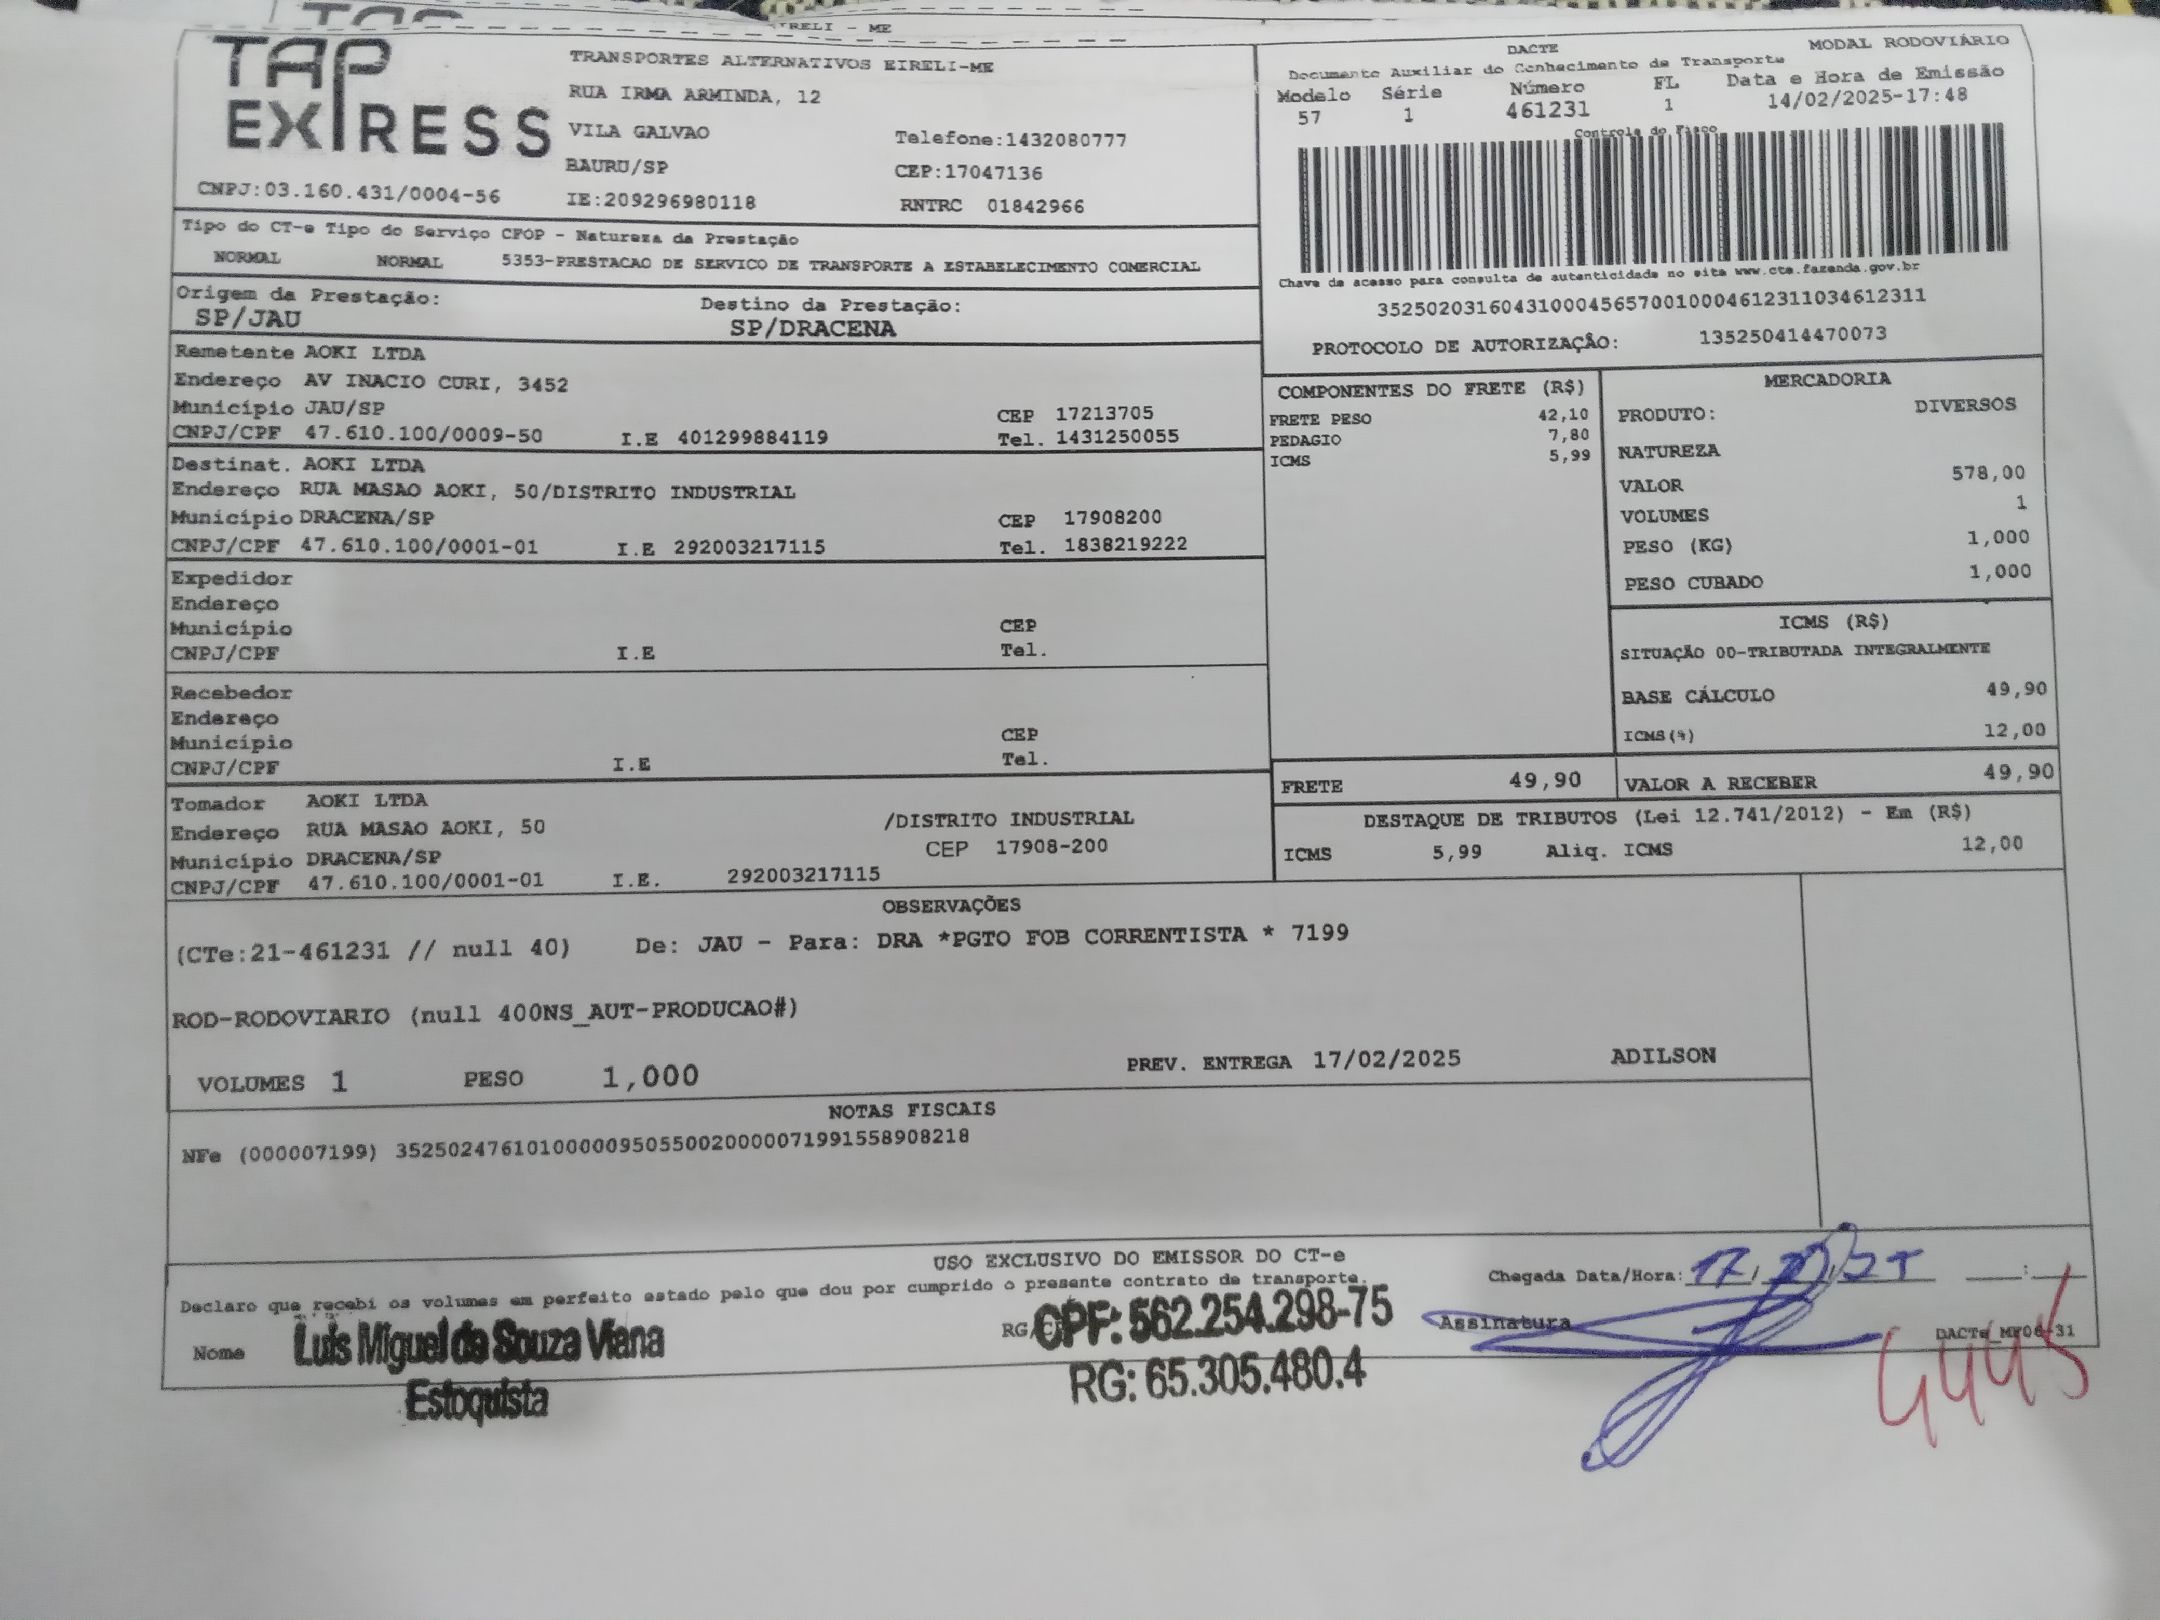 EIRELI - ME
TAP
EXPRESS
TRANSPORTES ALTERNATIVOS EIRELI-ME
RUA IRMA ARMINDA, 12
VILA GALVAO Telefone:1432080777
BAURU/SP CEP:17047136
CNPJ:03.160.431/0004-56 IE:209296980118 RNTRC 01842966
DACTE MODAL RODOVIÁRIO
Documento Auxiliar do Conhecimento de Transporte
Modelo Série Número FL Data e Hora de Emissão
57 1 461231 1 14/02/2025-17:48
Controle do Fisco
Chave de acesso para consulta de autenticidade no site www.cte.fazenda.gov.br
35250203160431000456570010004612311034612311
PROTOCOLO DE AUTORIZAÇÃO: 135250414470073
Tipo do CT-e Tipo do Serviço CFOP - Natureza da Prestação
NORMAL NORMAL 5353-PRESTACAO DE SERVICO DE TRANSPORTE A ESTABELECIMENTO COMERCIAL
Origem da Prestação: Destino da Prestação:
SP/JAU SP/DRACENA
Remetente AOKI LTDA
Endereço AV INACIO CURI, 3452
Município JAU/SP CEP 17213705
CNPJ/CPF 47.610.100/0009-50 I.E 401299884119 Tel. 1431250055
Destinat. AOKI LTDA
Endereço RUA MASAO AOKI, 50/DISTRITO INDUSTRIAL
Município DRACENA/SP CEP 17908200
CNPJ/CPF 47.610.100/0001-01 I.E 292003217115 Tel. 1838219222
Expedidor
Endereço
Município CEP
CNPJ/CPF I.E Tel.
Recebedor
Endereço
Município CEP
CNPJ/CPF I.E Tel.
Tomador AOKI LTDA
Endereço RUA MASAO AOKI, 50 /DISTRITO INDUSTRIAL
Município DRACENA/SP CEP 17908-200
CNPJ/CPF 47.610.100/0001-01 I.E. 292003217115
COMPONENTES DO FRETE (R$)
FRETE PESO 42,10
PEDAGIO 7,80
ICMS 5,99
MERCADORIA
PRODUTO: DIVERSOS
NATUREZA
VALOR 578,00
VOLUMES 1
PESO (KG) 1,000
PESO CUBADO 1,000
ICMS (R$)
SITUAÇÃO 00-TRIBUTADA INTEGRALMENTE
BASE CÁLCULO 49,90
ICMS(%) 12,00
FRETE 49,90 VALOR A RECEBER 49,90
DESTAQUE DE TRIBUTOS (Lei 12.741/2012) - Em (R$)
ICMS 5,99 Aliq. ICMS 12,00
OBSERVAÇÕES
(CTe:21-461231 // null 40) De: JAU - Para: DRA *PGTO FOB CORRENTISTA * 7199
ROD-RODOVIARIO (null 400NS_AUT-PRODUCAO#)
VOLUMES 1 PESO 1,000 PREV. ENTREGA 17/02/2025 ADILSON
NOTAS FISCAIS
NFe (000007199) 35250247610100000950550020000071991558908218
USO EXCLUSIVO DO EMISSOR DO CT-e
Declaro que recebi os volumes em perfeito estado pelo que dou por cumprido o presente contrato de transporte.
Chegada Data/Hora: 17/
Nome Luis Miguel de Souza Viana RG/ CPF: 562.254.298-75 Assinatura DACTe_MY06-31
Estoquista RG: 65.305.480.4
4445